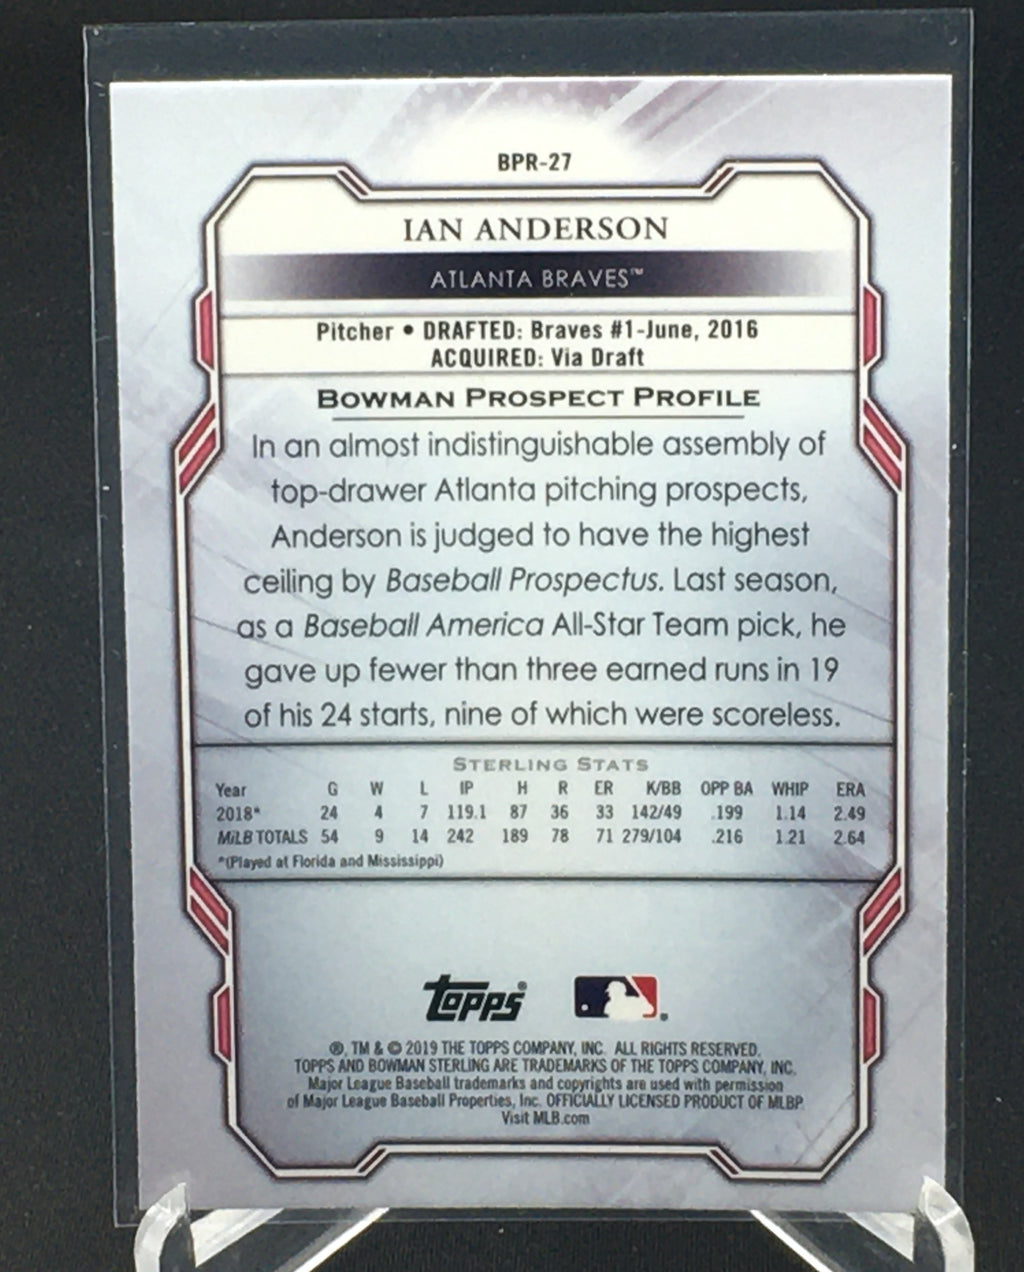 BPR-27
IAN ANDERSON
ATLANTA BRAVES™
Pitcher • DRAFTED: Braves #1-June, 2016
ACQUIRED: Via Draft
BOWMAN PROSPECT PROFILE
In an almost indistinguishable assembly of
top-drawer Atlanta pitching prospects,
Anderson is judged to have the highest
ceiling by Baseball Prospectus. Last season,
as a Baseball America All-Star Team pick, he
gave up fewer than three earned runs in 19
of his 24 starts, nine of which were scoreless.
STERLING STATS
Year G W L IP H R ER K/BB OPP BA WHIP ERA
2018* 24 4 7 119.1 87 36 33 142/49 .199 1.14 2.49
MiLB TOTALS 54 9 14 242 189 78 71 279/104 .216 1.21 2.64
*(Played at Florida and Mississippi)
topps®
®, TM & © 2019 THE TOPPS COMPANY, INC. ALL RIGHTS RESERVED.
TOPPS AND BOWMAN STERLING ARE TRADEMARKS OF THE TOPPS COMPANY, INC.
Major League Baseball trademarks and copyrights are used with permission
of Major League Baseball Properties, Inc. OFFICIALLY LICENSED PRODUCT OF MLBP.
Visit MLB.com